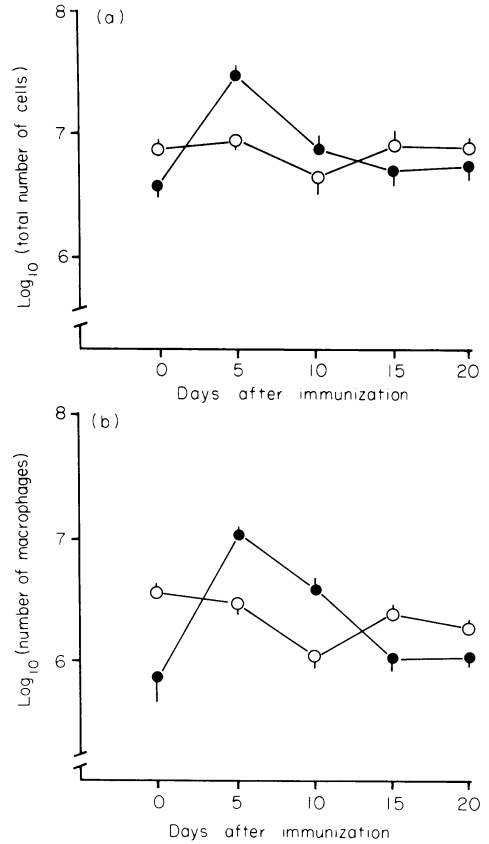 (a)
8
7
6
Log10 (total number of cells)
0 5 10 15 20
Days after immunization
(b)
8
7
6
Log10 (number of macrophages)
0 5 10 15 20
Days after immunization